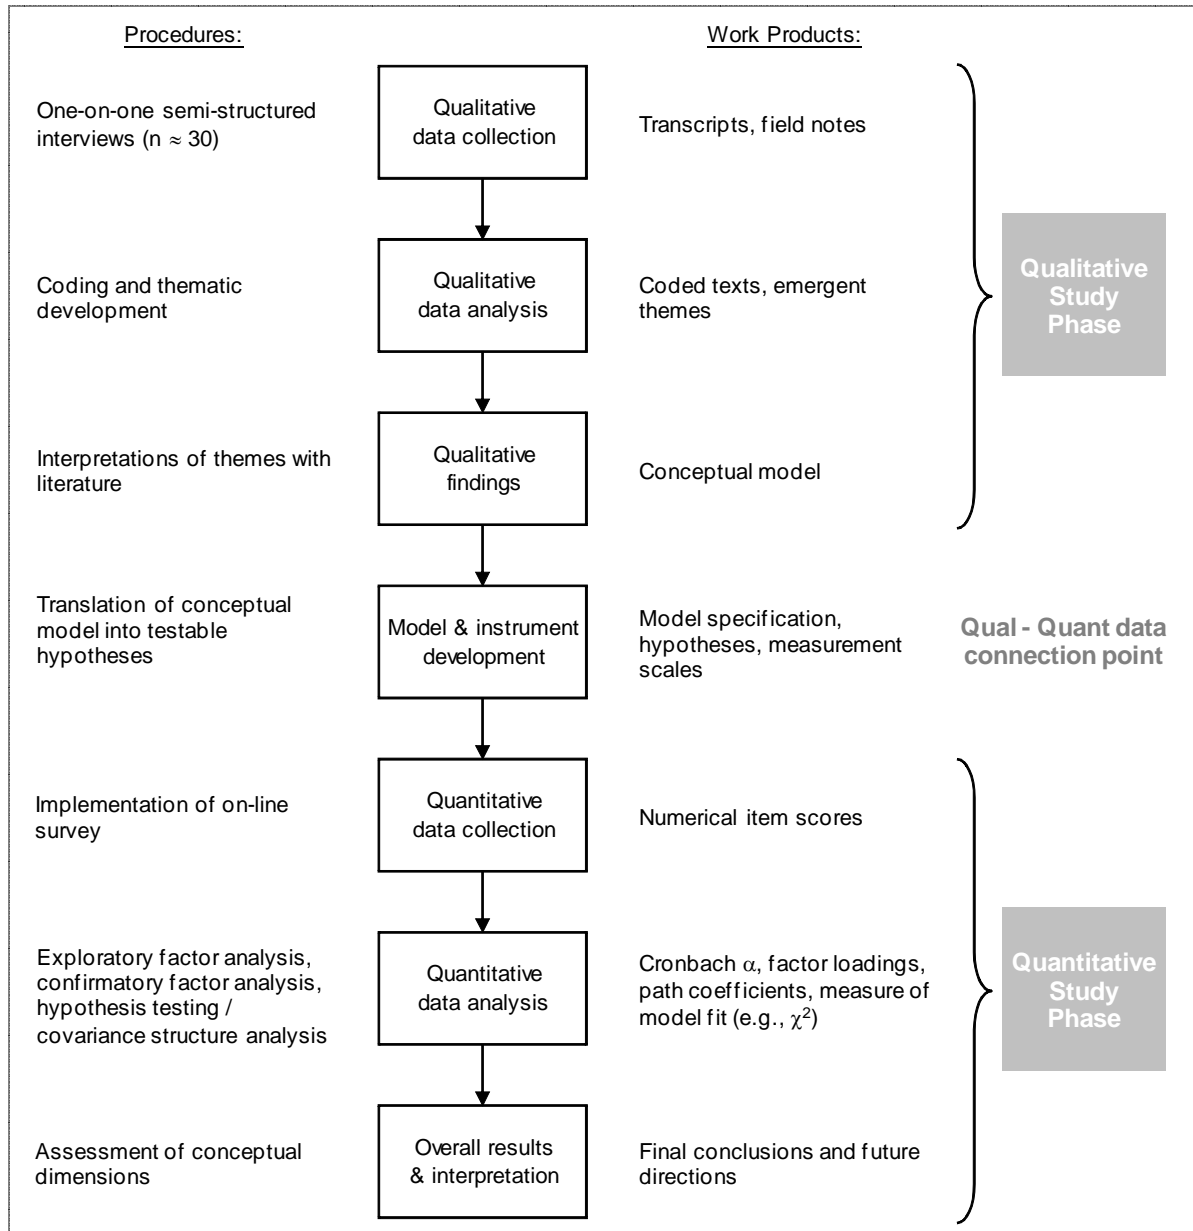 Procedures:
Work Products:
One-on-one semi-structured
interviews (n ≈ 30)
Qualitative
data collection
Transcripts, field notes
Coding and thematic
development
Qualitative
data analysis
Coded texts, emergent
themes
Qualitative
Study
Phase
Interpretations of themes with
literature
Qualitative
findings
Conceptual model
Translation of conceptual
model into testable
hypotheses
Model & instrument
development
Model specification,
hypotheses, measurement
scales
Qual - Quant data
connection point
Implementation of on-line
survey
Quantitative
data collection
Numerical item scores
Exploratory factor analysis,
confirmatory factor analysis,
hypothesis testing /
covariance structure analysis
Quantitative
data analysis
Cronbach α, factor loadings,
path coefficients, measure of
model fit (e.g., χ²)
Quantitative
Study
Phase
Assessment of conceptual
dimensions
Overall results
& interpretation
Final conclusions and future
directions